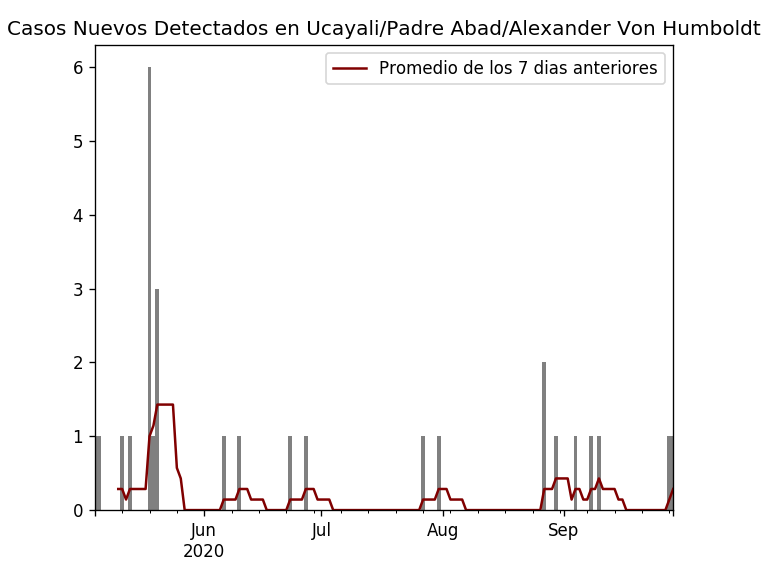 Casos Nuevos Detectados en Ucayali/Padre Abad/Alexander Von Humboldt
Promedio de los 7 dias anteriores
6
5
4
3
2
1
0
Jun Jul Aug Sep
2020